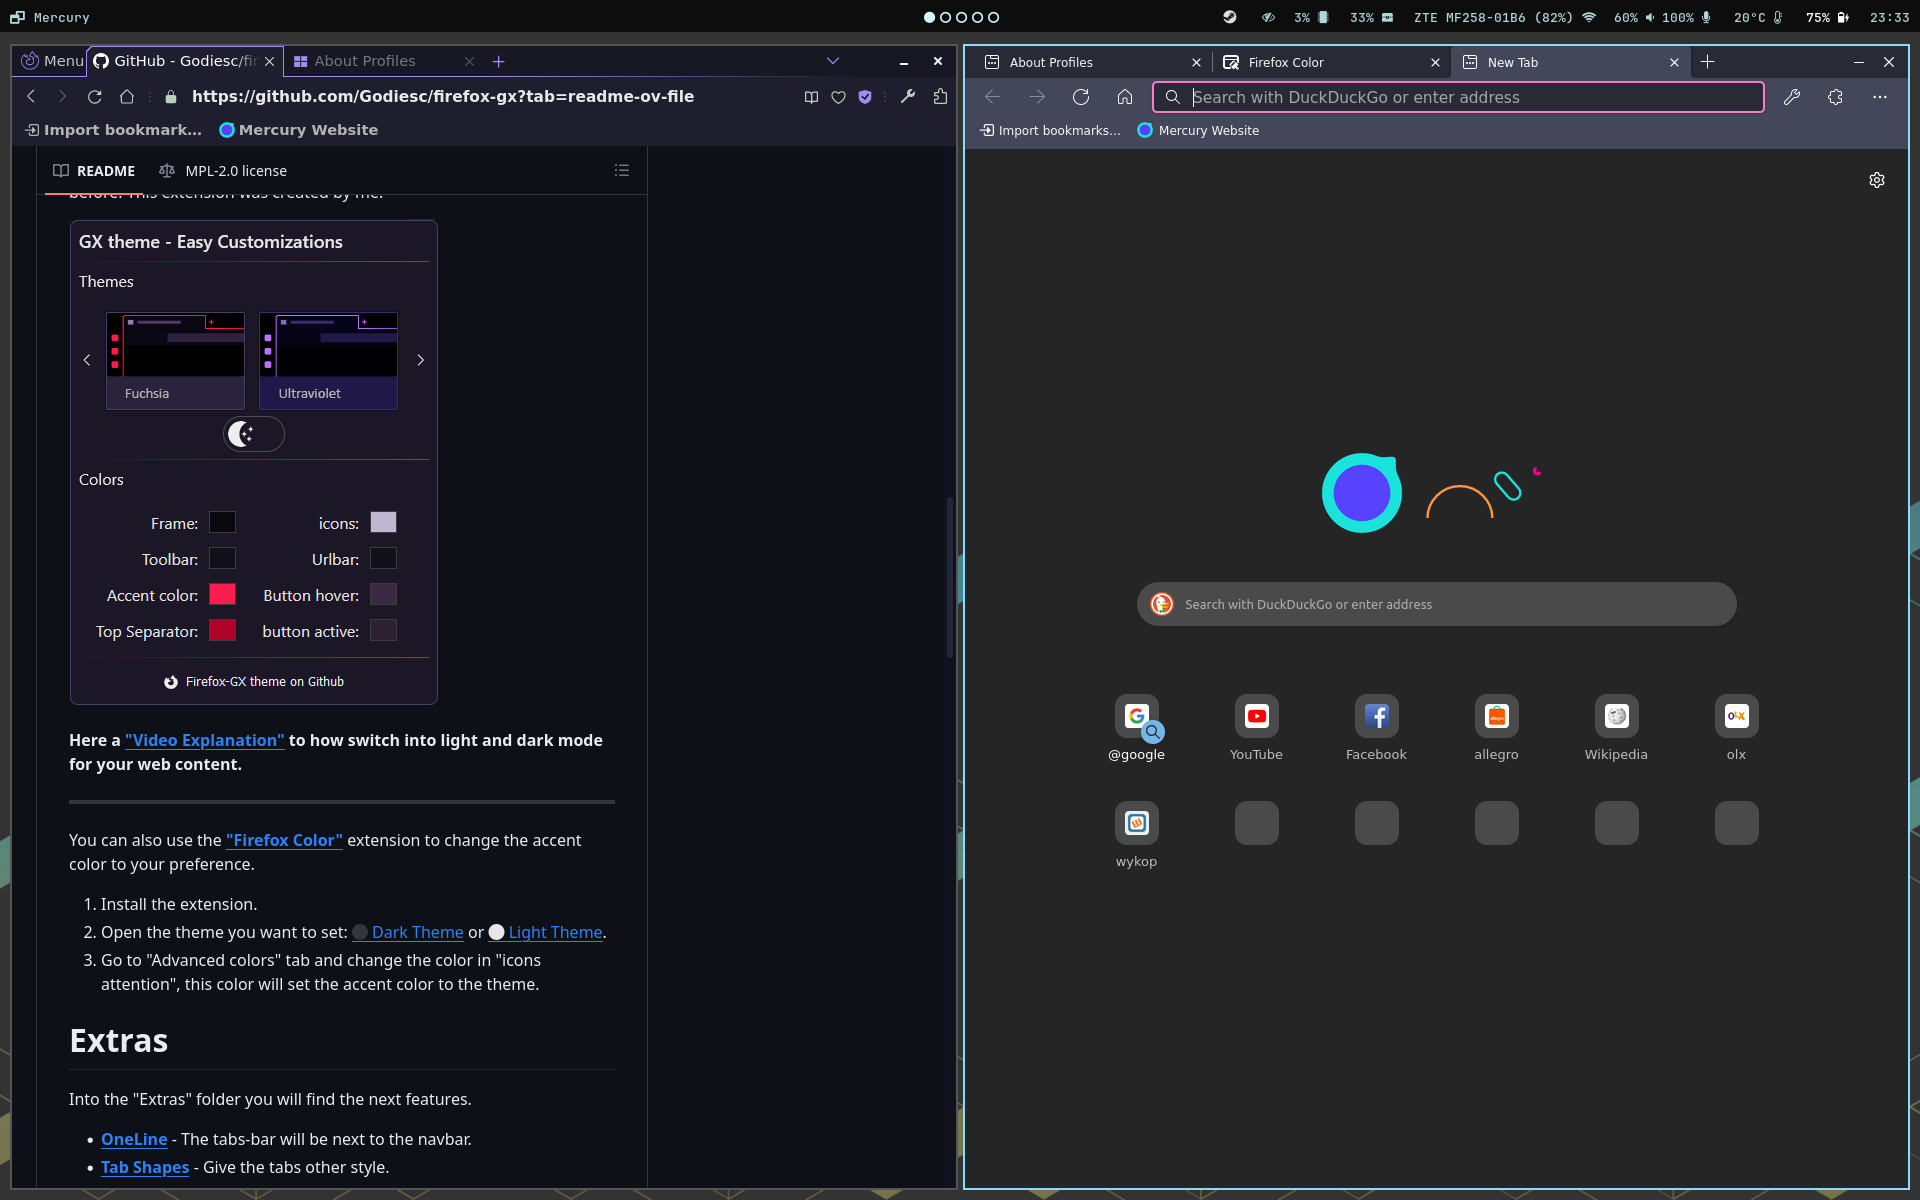 Mercury
3%
33%
ZTE MF258-01B6 (82%)
60%
100%
20°C
75%
23:33
Menu
GitHub - Godiesc/fir
About Profiles
https://github.com/Godiesc/firefox-gx?tab=readme-ov-file
Import bookmark...
Mercury Website
README
MPL-2.0 license
before. This extension was created by me.
GX theme - Easy Customizations
Themes
Fuchsia
Ultraviolet
Colors
Frame:
icons:
Toolbar:
Urlbar:
Accent color:
Button hover:
Top Separator:
button active:
Firefox-GX theme on Github
Here a "Video Explanation" to how switch into light and dark mode
for your web content.
You can also use the "Firefox Color" extension to change the accent
color to your preference.
1. Install the extension.
2. Open the theme you want to set: Dark Theme or Light Theme.
3. Go to "Advanced colors" tab and change the color in "icons
attention", this color will set the accent color to the theme.
Extras
Into the "Extras" folder you will find the next features.
• OneLine - The tabs-bar will be next to the navbar.
• Tab Shapes - Give the tabs other style.
About Profiles
Firefox Color
New Tab
Search with DuckDuckGo or enter address
Import bookmarks...
Mercury Website
Search with DuckDuckGo or enter address
@google
YouTube
Facebook
allegro
Wikipedia
olx
wykop